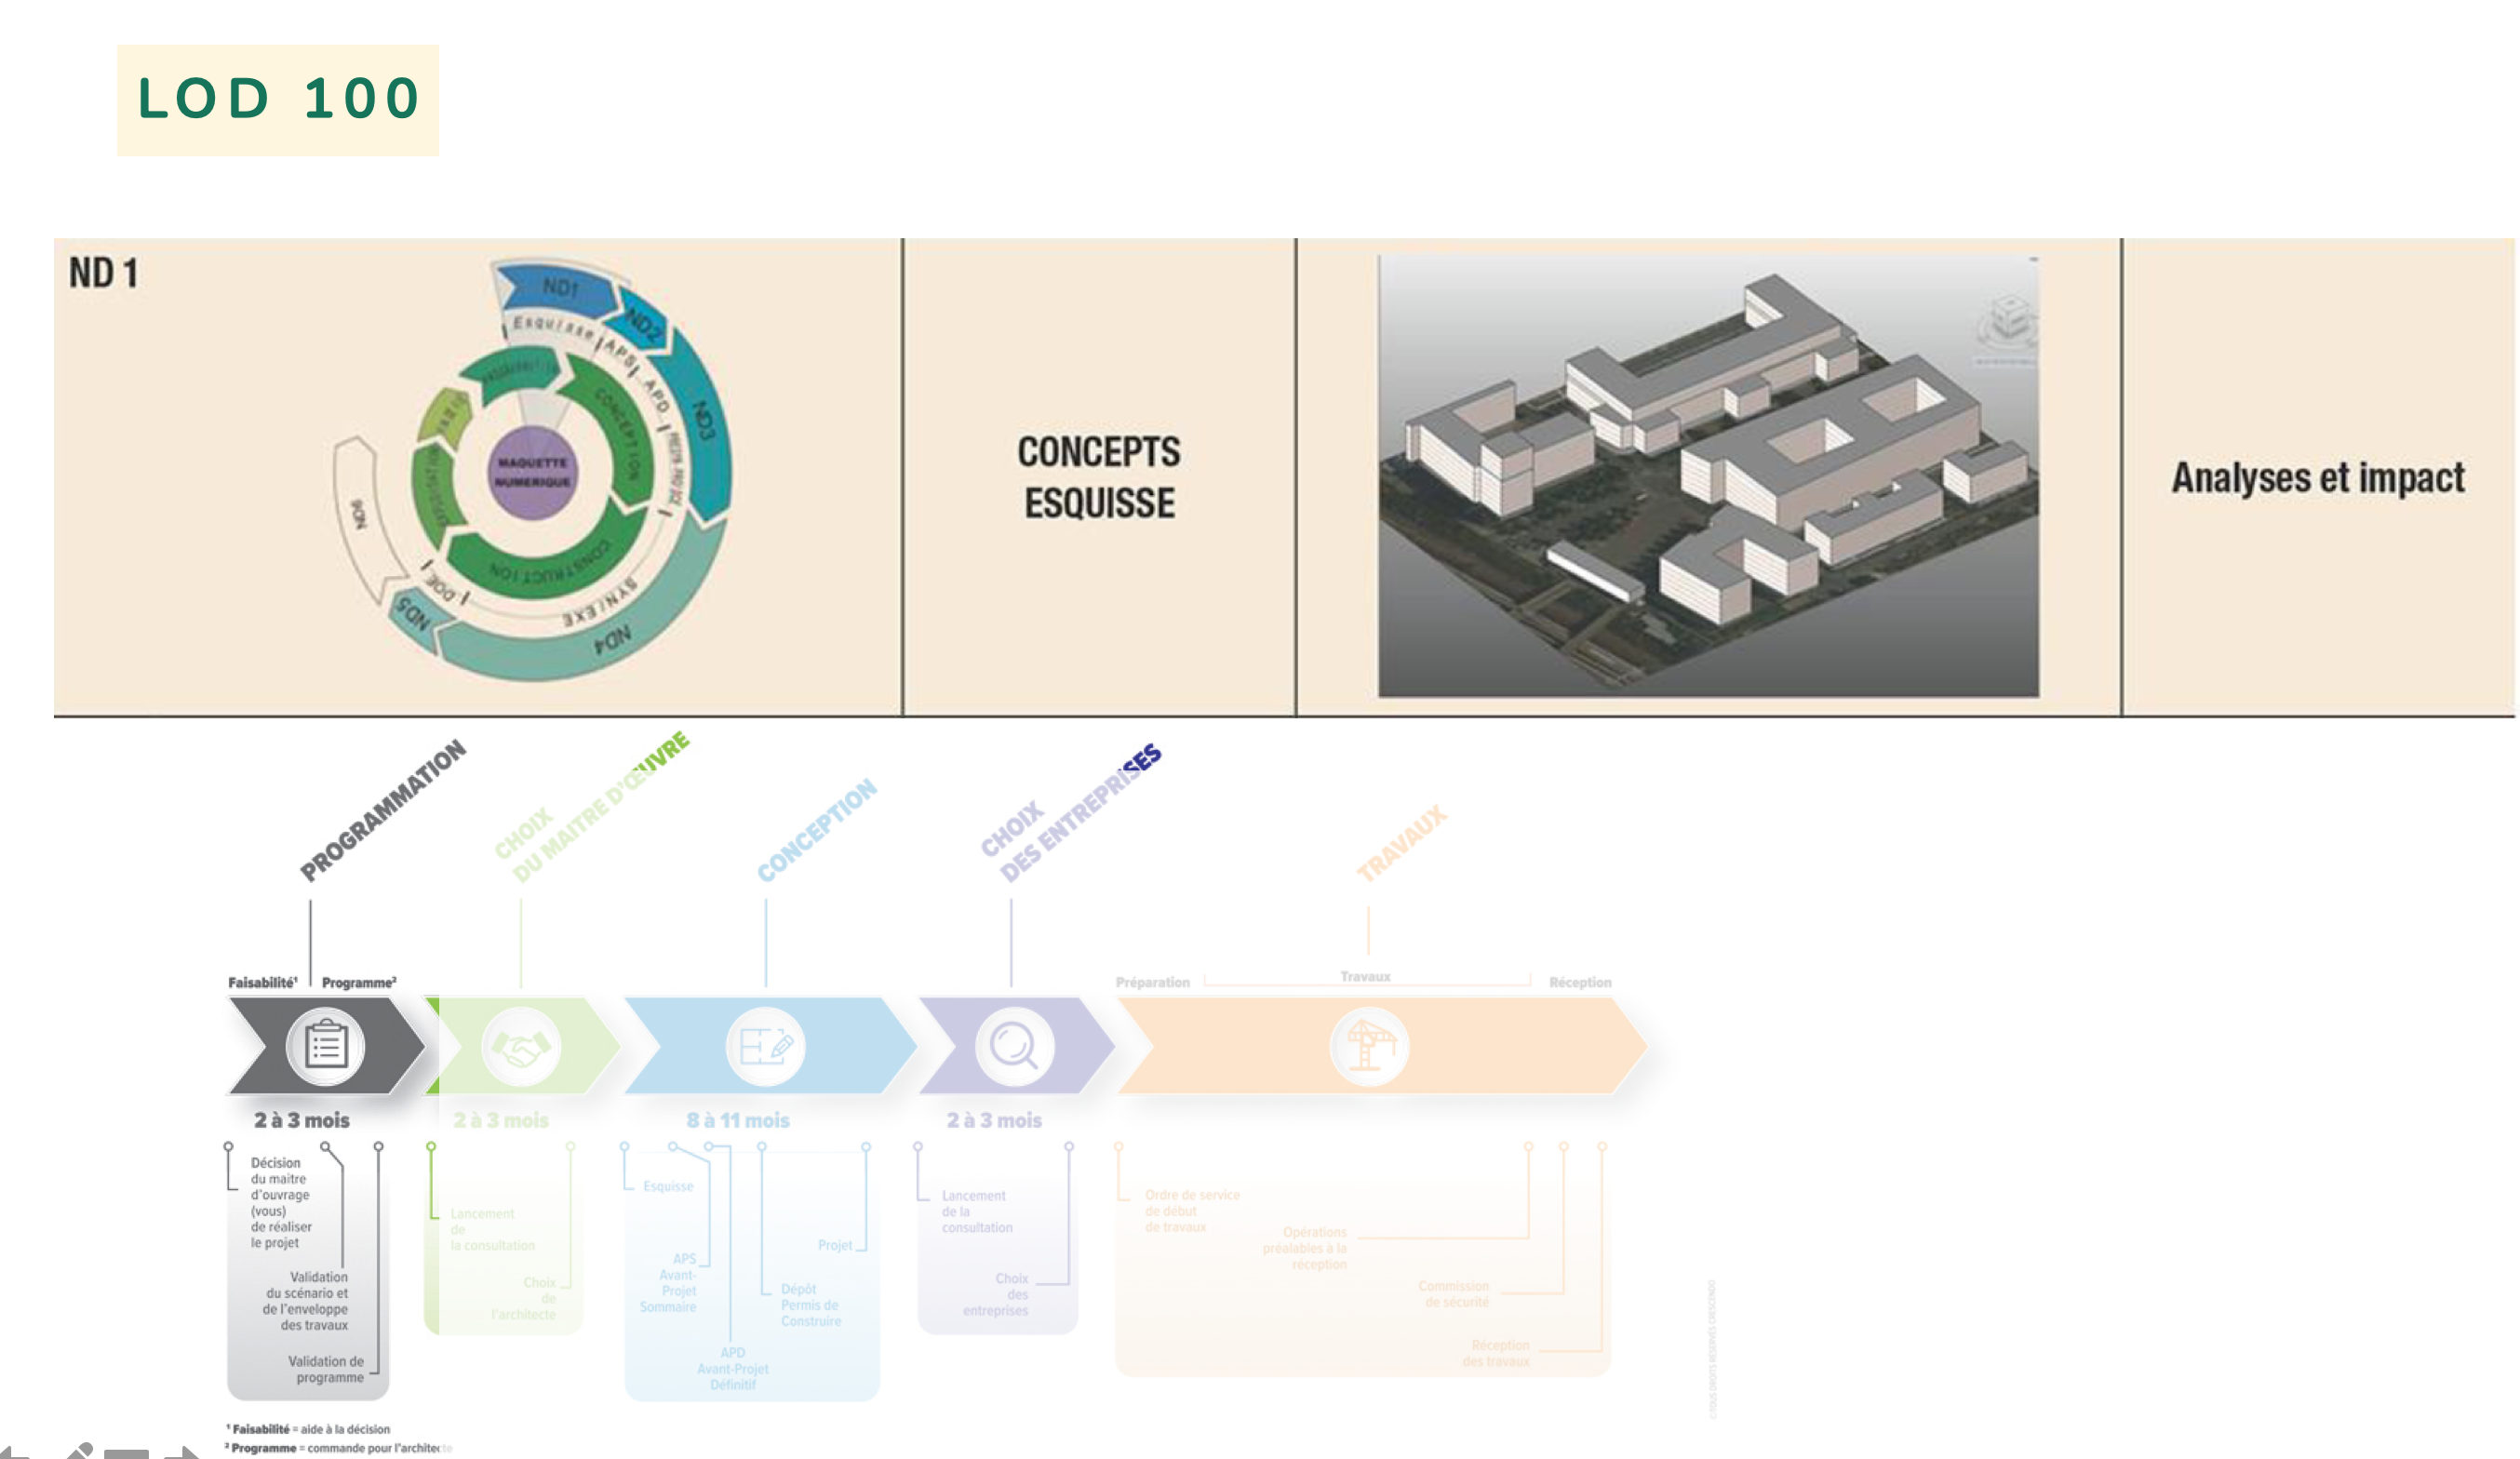 LOD 100
ND 1
ND1
ND2
ND3
ND4
ND5
ND6
Esquisse
APS
APD
SYN/EXE
DOE
CONCEPTION
CONSTRUCTION
MAQUETTE
NUMERIQUE
CONCEPTS
ESQUISSE
Analyses et impact
PROGRAMMATION
CHOIX
DU MAITRE D'ŒUVRE
CONCEPTION
CHOIX
DES ENTREPRISES
TRAVAUX
Faisabilité¹
Programme²
Préparation
Travaux
Réception
2 à 3 mois
2 à 3 mois
8 à 11 mois
2 à 3 mois
Décision
du maitre
d'ouvrage
(vous)
de réaliser
le projet
Validation
du scénario et
de l'enveloppe
des travaux
Validation de
programme
Lancement
de
la consultation
Choix
de
l'architecte
Esquisse
APS
Avant-
Projet
Sommaire
APD
Avant-Projet
Définitif
Dépôt
Permis de
Construire
Projet
Lancement
de la
consultation
Choix
des
entreprises
Ordre de service
de début
de travaux
Opérations
préalables à la
réception
Commission
de sécurité
Réception
des travaux
©TOUS DROITS RÉSERVÉS CRESCENDO
¹ Faisabilité = aide à la décision
² Programme = commande pour l'architecte